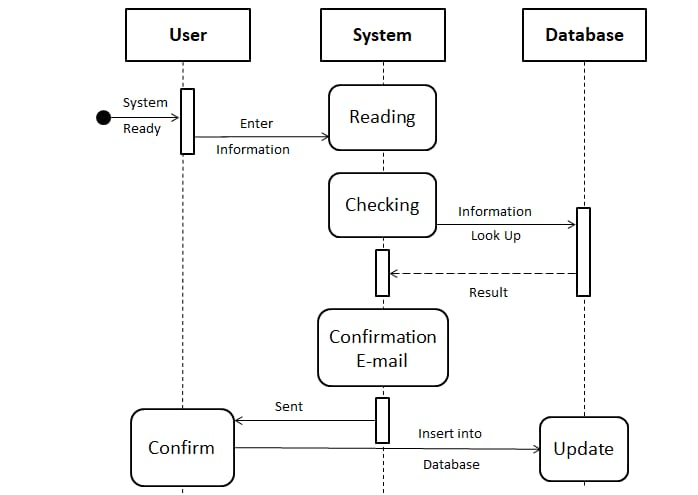 User
System
Database
System
Ready
Enter
Information
Reading
Checking
Information
Look Up
Result
Confirmation
E-mail
Sent
Confirm
Insert into
Database
Update